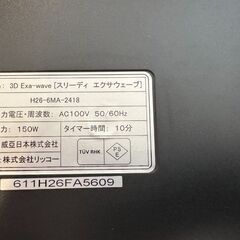 : 3D Exa-wave [スリーディ エクサウェーブ]
H26-6MA-2418
力電圧・周波数: AC100V 50/60Hz
力: 150W タイマー時間: 10分
威亞日本株式会社
株式会社リッコー
TÜV RHK
PS
E
611H26FA5609